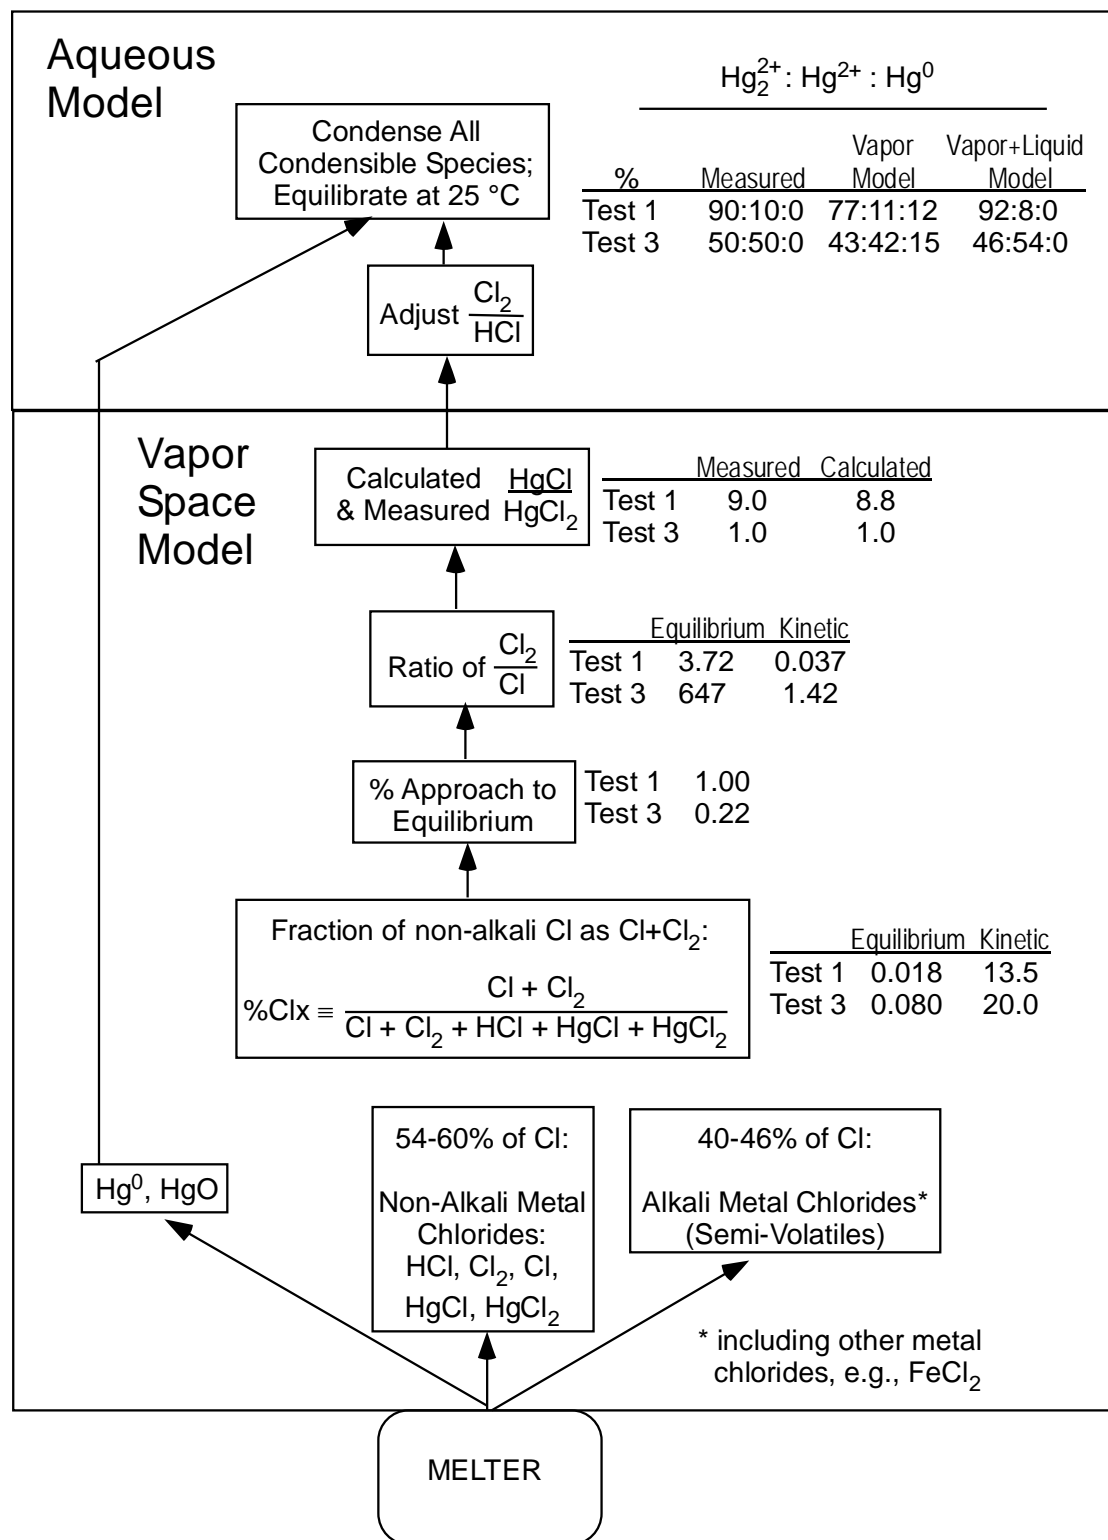 Aqueous
Model
Hg₂²⁺ : Hg²⁺ : Hg⁰
Condense All
Condensible Species;
Equilibrate at 25 °C
Vapor Vapor+Liquid
% Measured Model Model
Test 1 90:10:0 77:11:12 92:8:0
Test 3 50:50:0 43:42:15 46:54:0
Adjust Cl₂
HCl
Vapor
Space
Model
Calculated HgCl
& Measured HgCl₂
Measured Calculated
Test 1 9.0 8.8
Test 3 1.0 1.0
Ratio of Cl₂
Cl
Equilibrium Kinetic
Test 1 3.72 0.037
Test 3 647 1.42
% Approach to
Equilibrium
Test 1 1.00
Test 3 0.22
Fraction of non-alkali Cl as Cl+Cl₂:
%Clx ≡ Cl + Cl₂
Cl + Cl₂ + HCl + HgCl + HgCl₂
Equilibrium Kinetic
Test 1 0.018 13.5
Test 3 0.080 20.0
Hg⁰, HgO
54-60% of Cl:
Non-Alkali Metal
Chlorides:
HCl, Cl₂, Cl,
HgCl, HgCl₂
40-46% of Cl:
Alkali Metal Chlorides*
(Semi-Volatiles)
* including other metal
chlorides, e.g., FeCl₂
MELTER